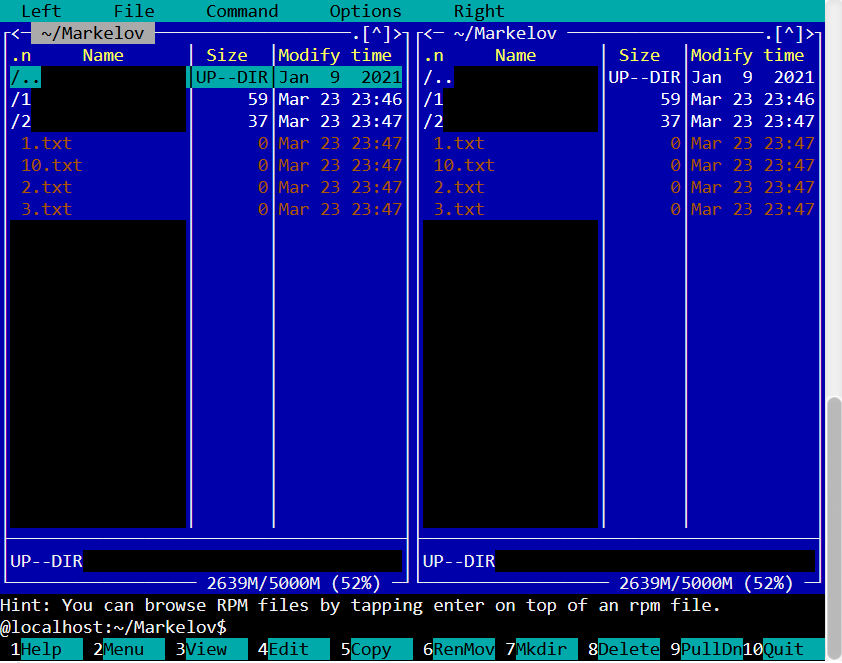 Left File Command Options Right
<─ ~/Markelov ─.[^]> <─ ~/Markelov ─.[^]>
.n Name Size Modify time .n Name Size Modify time
/.. UP--DIR Jan 9 2021 /.. UP--DIR Jan 9 2021
/1 59 Mar 23 23:46 /1 59 Mar 23 23:46
/2 37 Mar 23 23:47 /2 37 Mar 23 23:47
1.txt 0 Mar 23 23:47 1.txt 0 Mar 23 23:47
10.txt 0 Mar 23 23:47 10.txt 0 Mar 23 23:47
2.txt 0 Mar 23 23:47 2.txt 0 Mar 23 23:47
3.txt 0 Mar 23 23:47 3.txt 0 Mar 23 23:47
UP--DIR UP--DIR
2639M/5000M (52%) 2639M/5000M (52%)
Hint: You can browse RPM files by tapping enter on top of an rpm file.
@localhost:~/Markelov$
1Help 2Menu 3View 4Edit 5Copy 6RenMov 7Mkdir 8Delete 9PullDn 10Quit